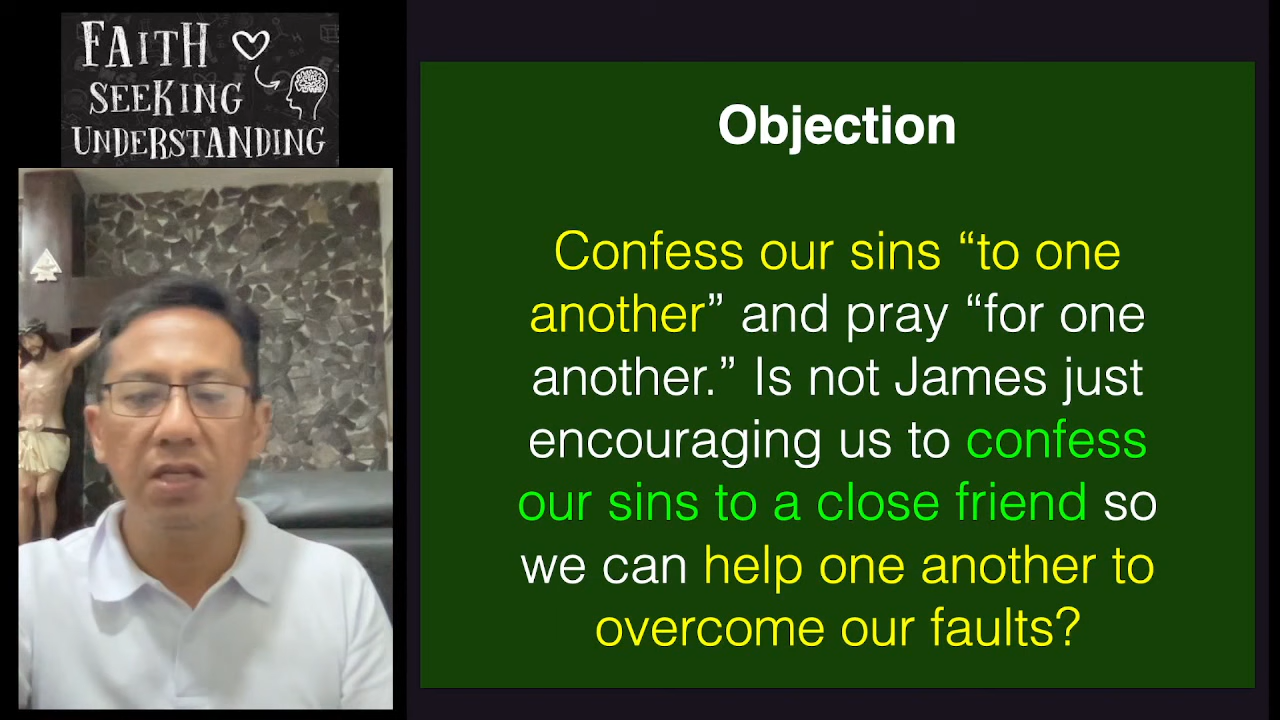 FAITH
SEEKING
UNDERSTANDING
Objection
Confess our sins “to one
another” and pray “for one
another.” Is not James just
encouraging us to confess
our sins to a close friend so
we can help one another to
overcome our faults?